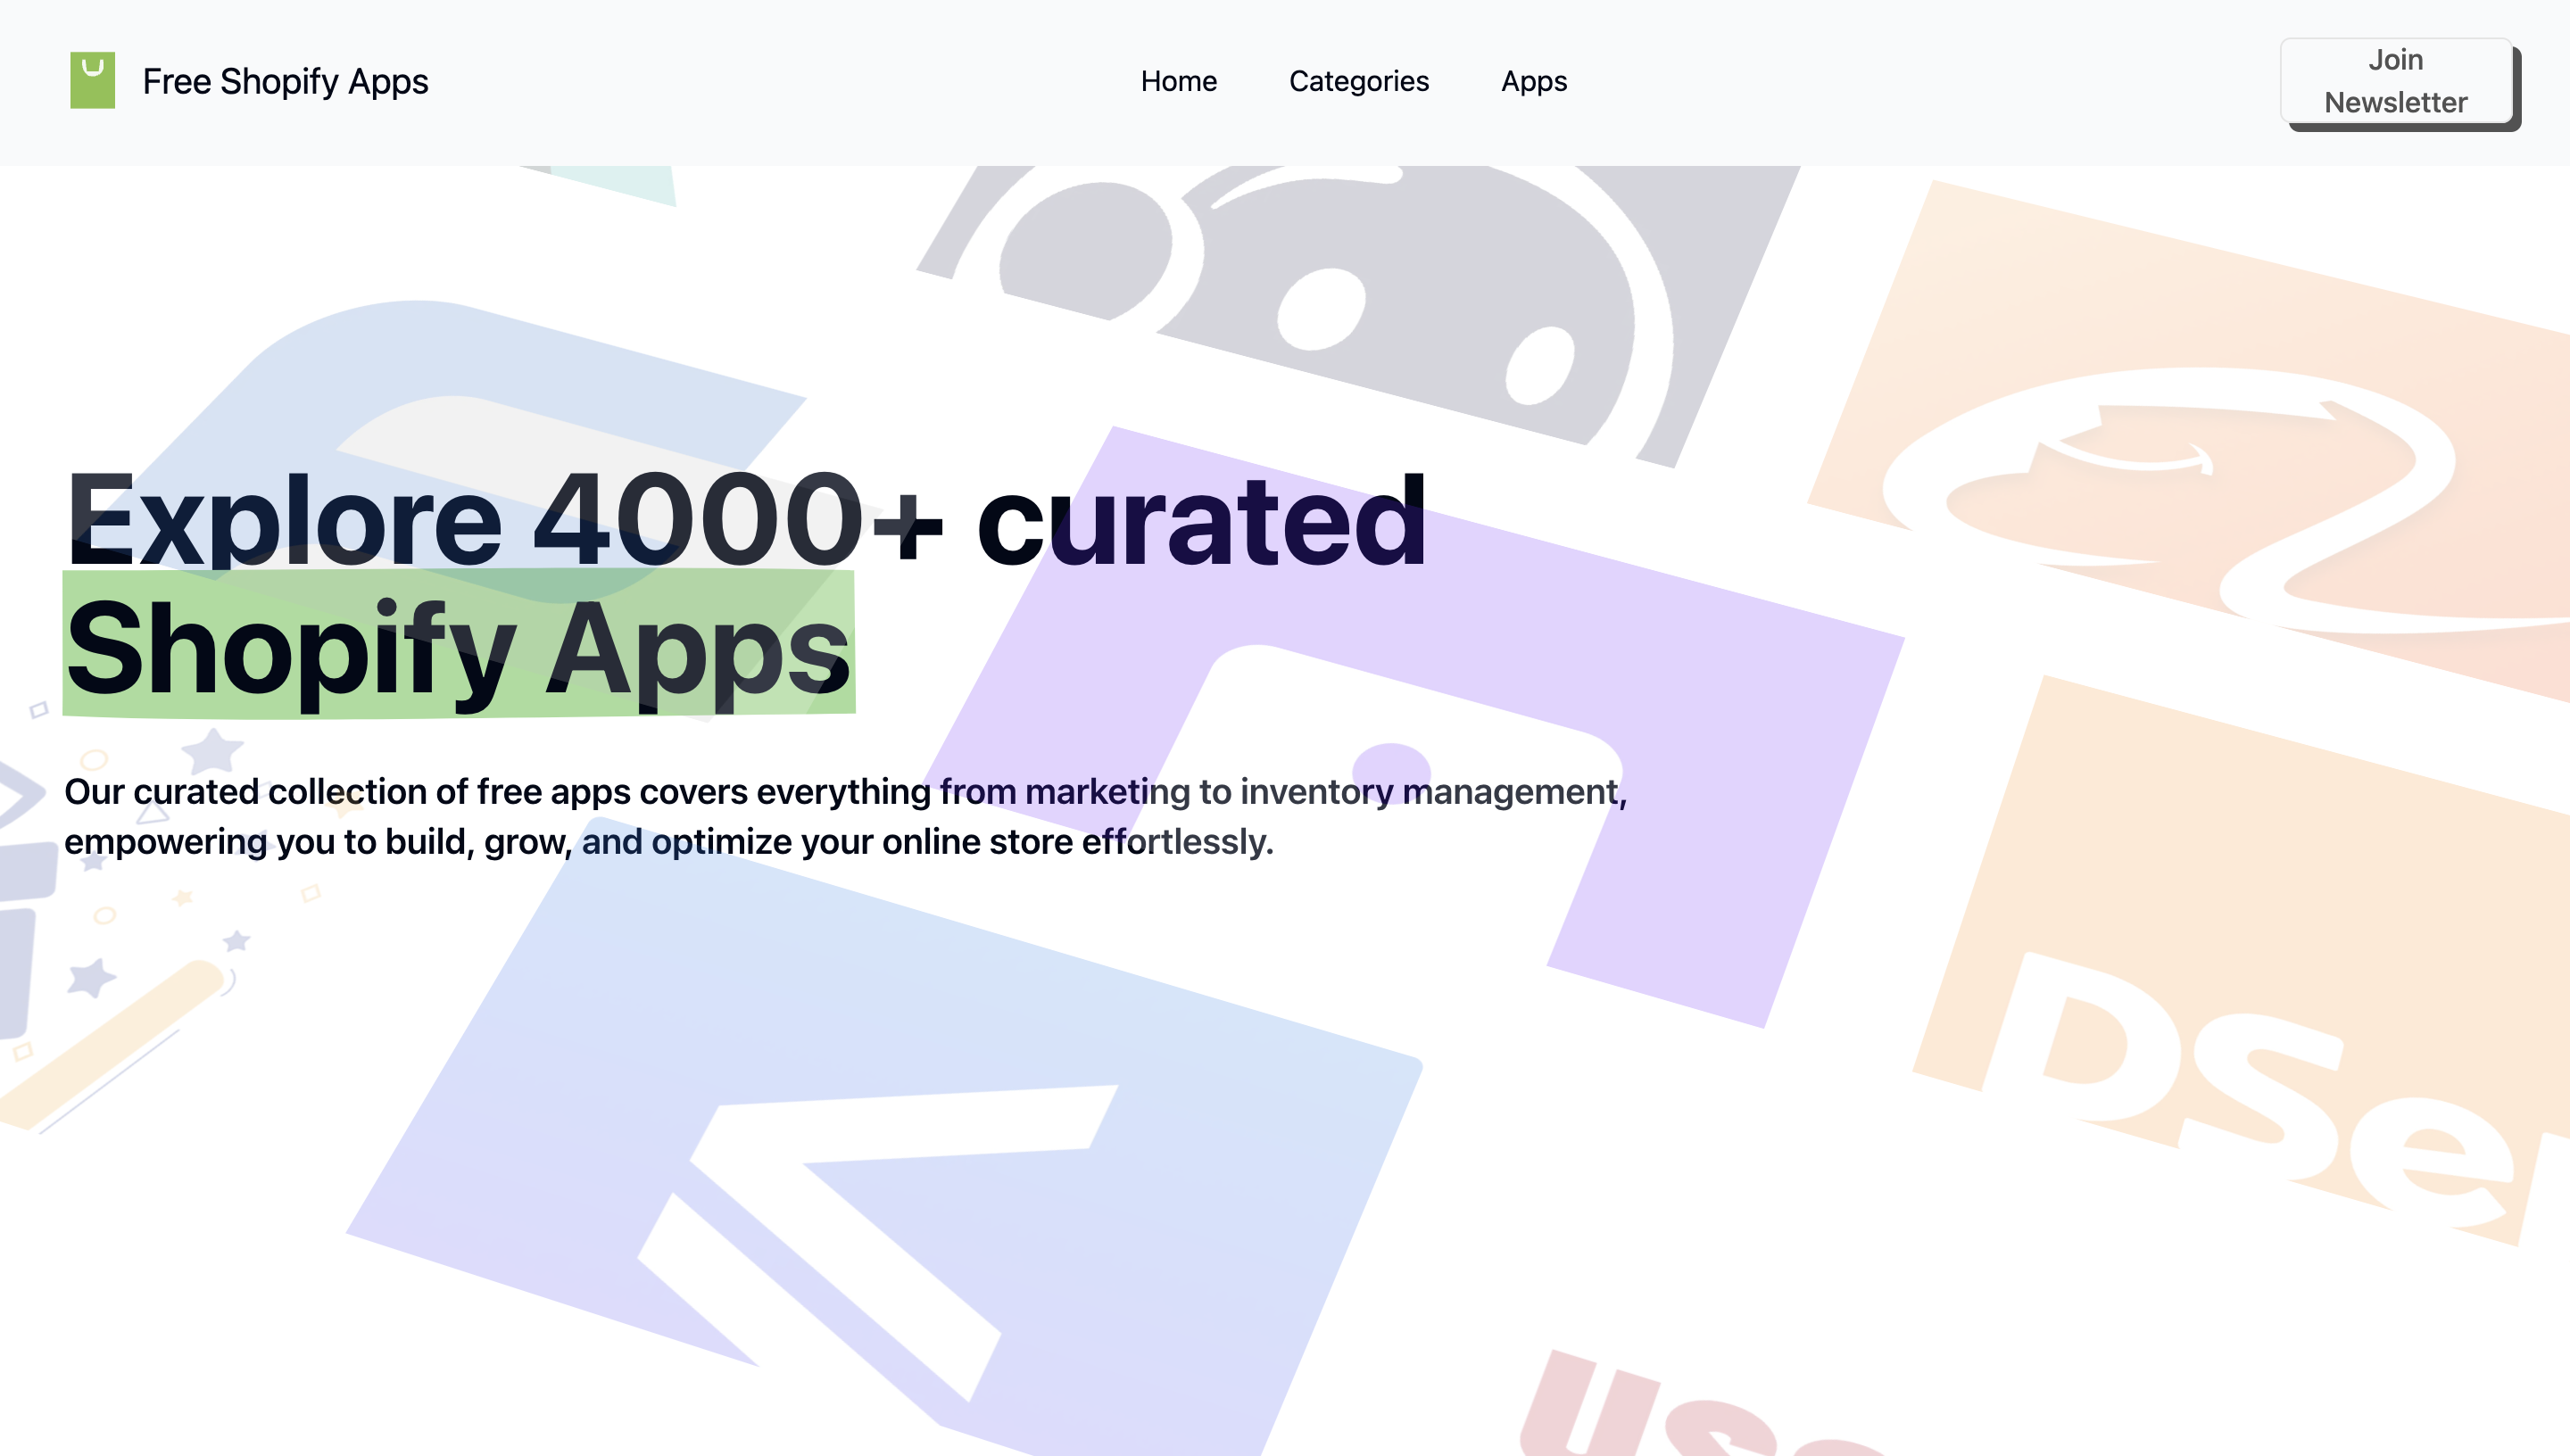 Free Shopify Apps
Home
Categories
Apps
Join
Newsletter
Explore 4000+ curated
Shopify Apps
Our curated collection of free apps covers everything from marketing to inventory management,
empowering you to build, grow, and optimize your online store effortlessly.
DSe